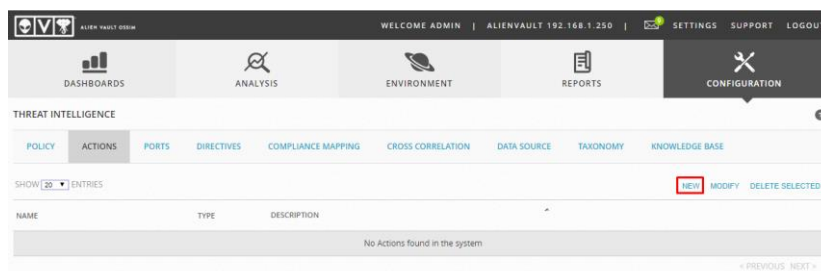 ALIEN VAULT OSSIM WELCOME ADMIN | ALIENVAULT 192.168.1.250 | SETTINGS SUPPORT LOGOUT
DASHBOARDS ANALYSIS ENVIRONMENT REPORTS CONFIGURATION
THREAT INTELLIGENCE
POLICY ACTIONS PORTS DIRECTIVES COMPLIANCE MAPPING CROSS CORRELATION DATA SOURCE TAXONOMY KNOWLEDGE BASE
SHOW 20 ENTRIES NEW MODIFY DELETE SELECTED
NAME TYPE DESCRIPTION
No Actions found in the system
< PREVIOUS NEXT >